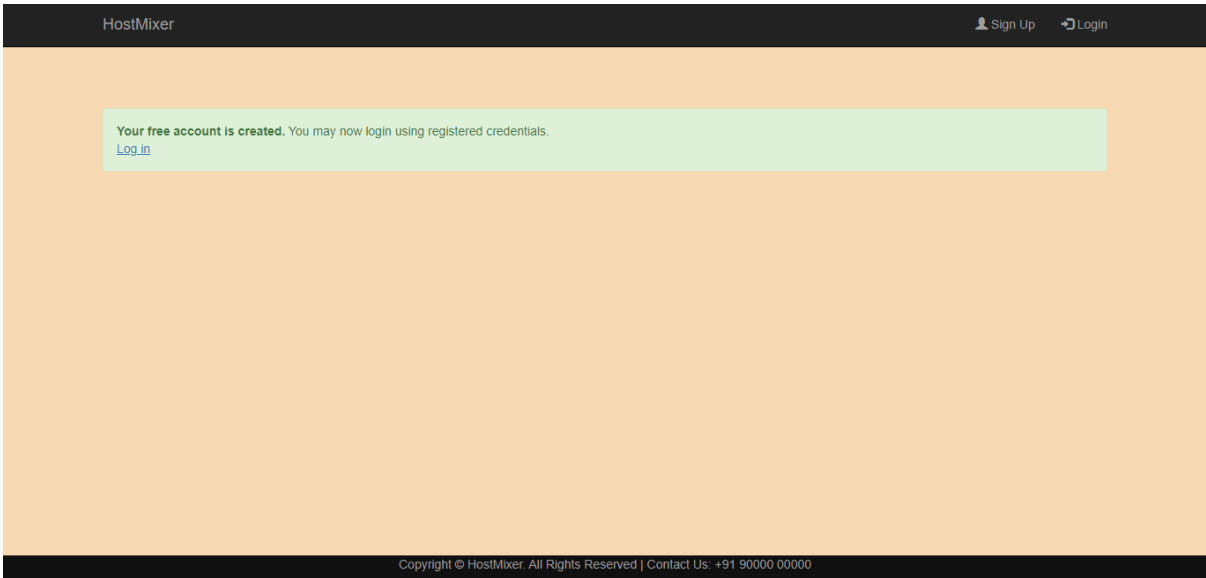 HostMixer
Sign Up
Login
Your free account is created. You may now login using registered credentials.
Log in
Copyright © HostMixer. All Rights Reserved | Contact Us: +91 90000 00000